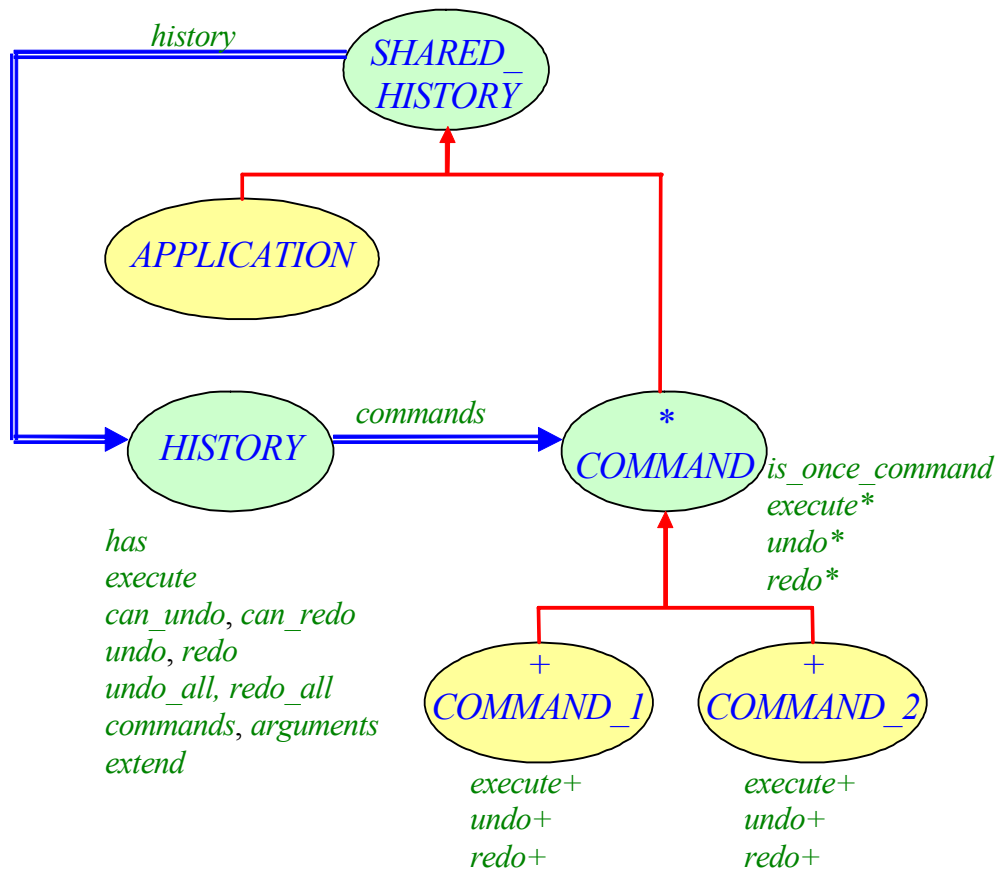 history
SHARED_
HISTORY
APPLICATION
HISTORY
commands
*
COMMAND
is_once_command
execute*
undo*
redo*
has
execute
can_undo, can_redo
undo, redo
undo_all, redo_all
commands, arguments
extend
+
COMMAND_1
execute+
undo+
redo+
+
COMMAND_2
execute+
undo+
redo+